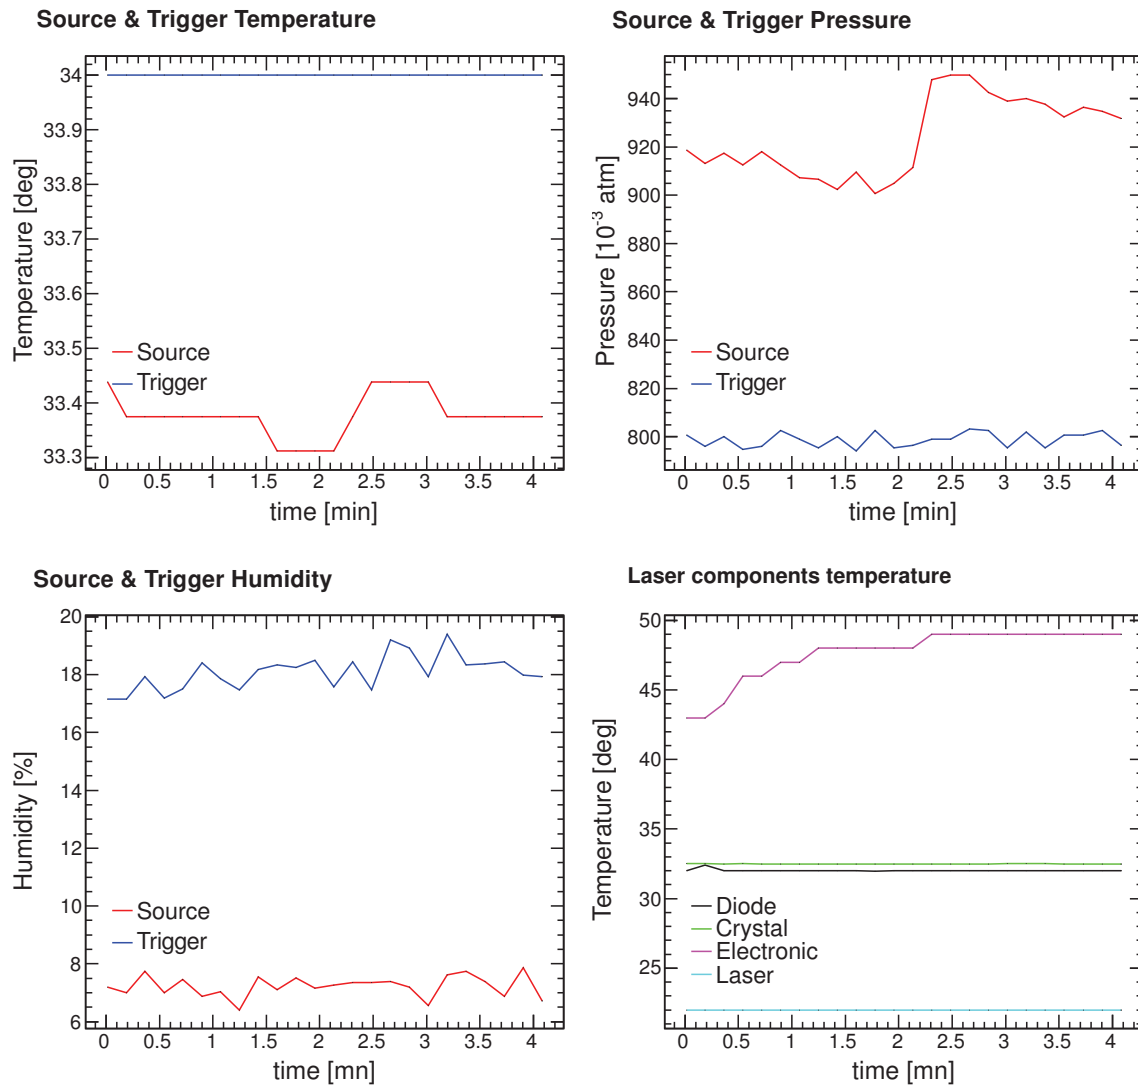 Source & Trigger Temperature
Temperature [deg]
34
33.9
33.8
33.7
33.6
33.5
33.4
33.3
Source
Trigger
0 0.5 1 1.5 2 2.5 3 3.5 4
time [min]
Source & Trigger Pressure
Pressure [10⁻³ atm]
940
920
900
880
860
840
820
800
Source
Trigger
0 0.5 1 1.5 2 2.5 3 3.5 4
time [min]
Source & Trigger Humidity
Humidity [%]
20
18
16
14
12
10
8
6
Source
Trigger
0 0.5 1 1.5 2 2.5 3 3.5 4
time [mn]
Laser components temperature
Temperature [deg]
50
45
40
35
30
25
Diode
Crystal
Electronic
Laser
0 0.5 1 1.5 2 2.5 3 3.5 4
time [mn]